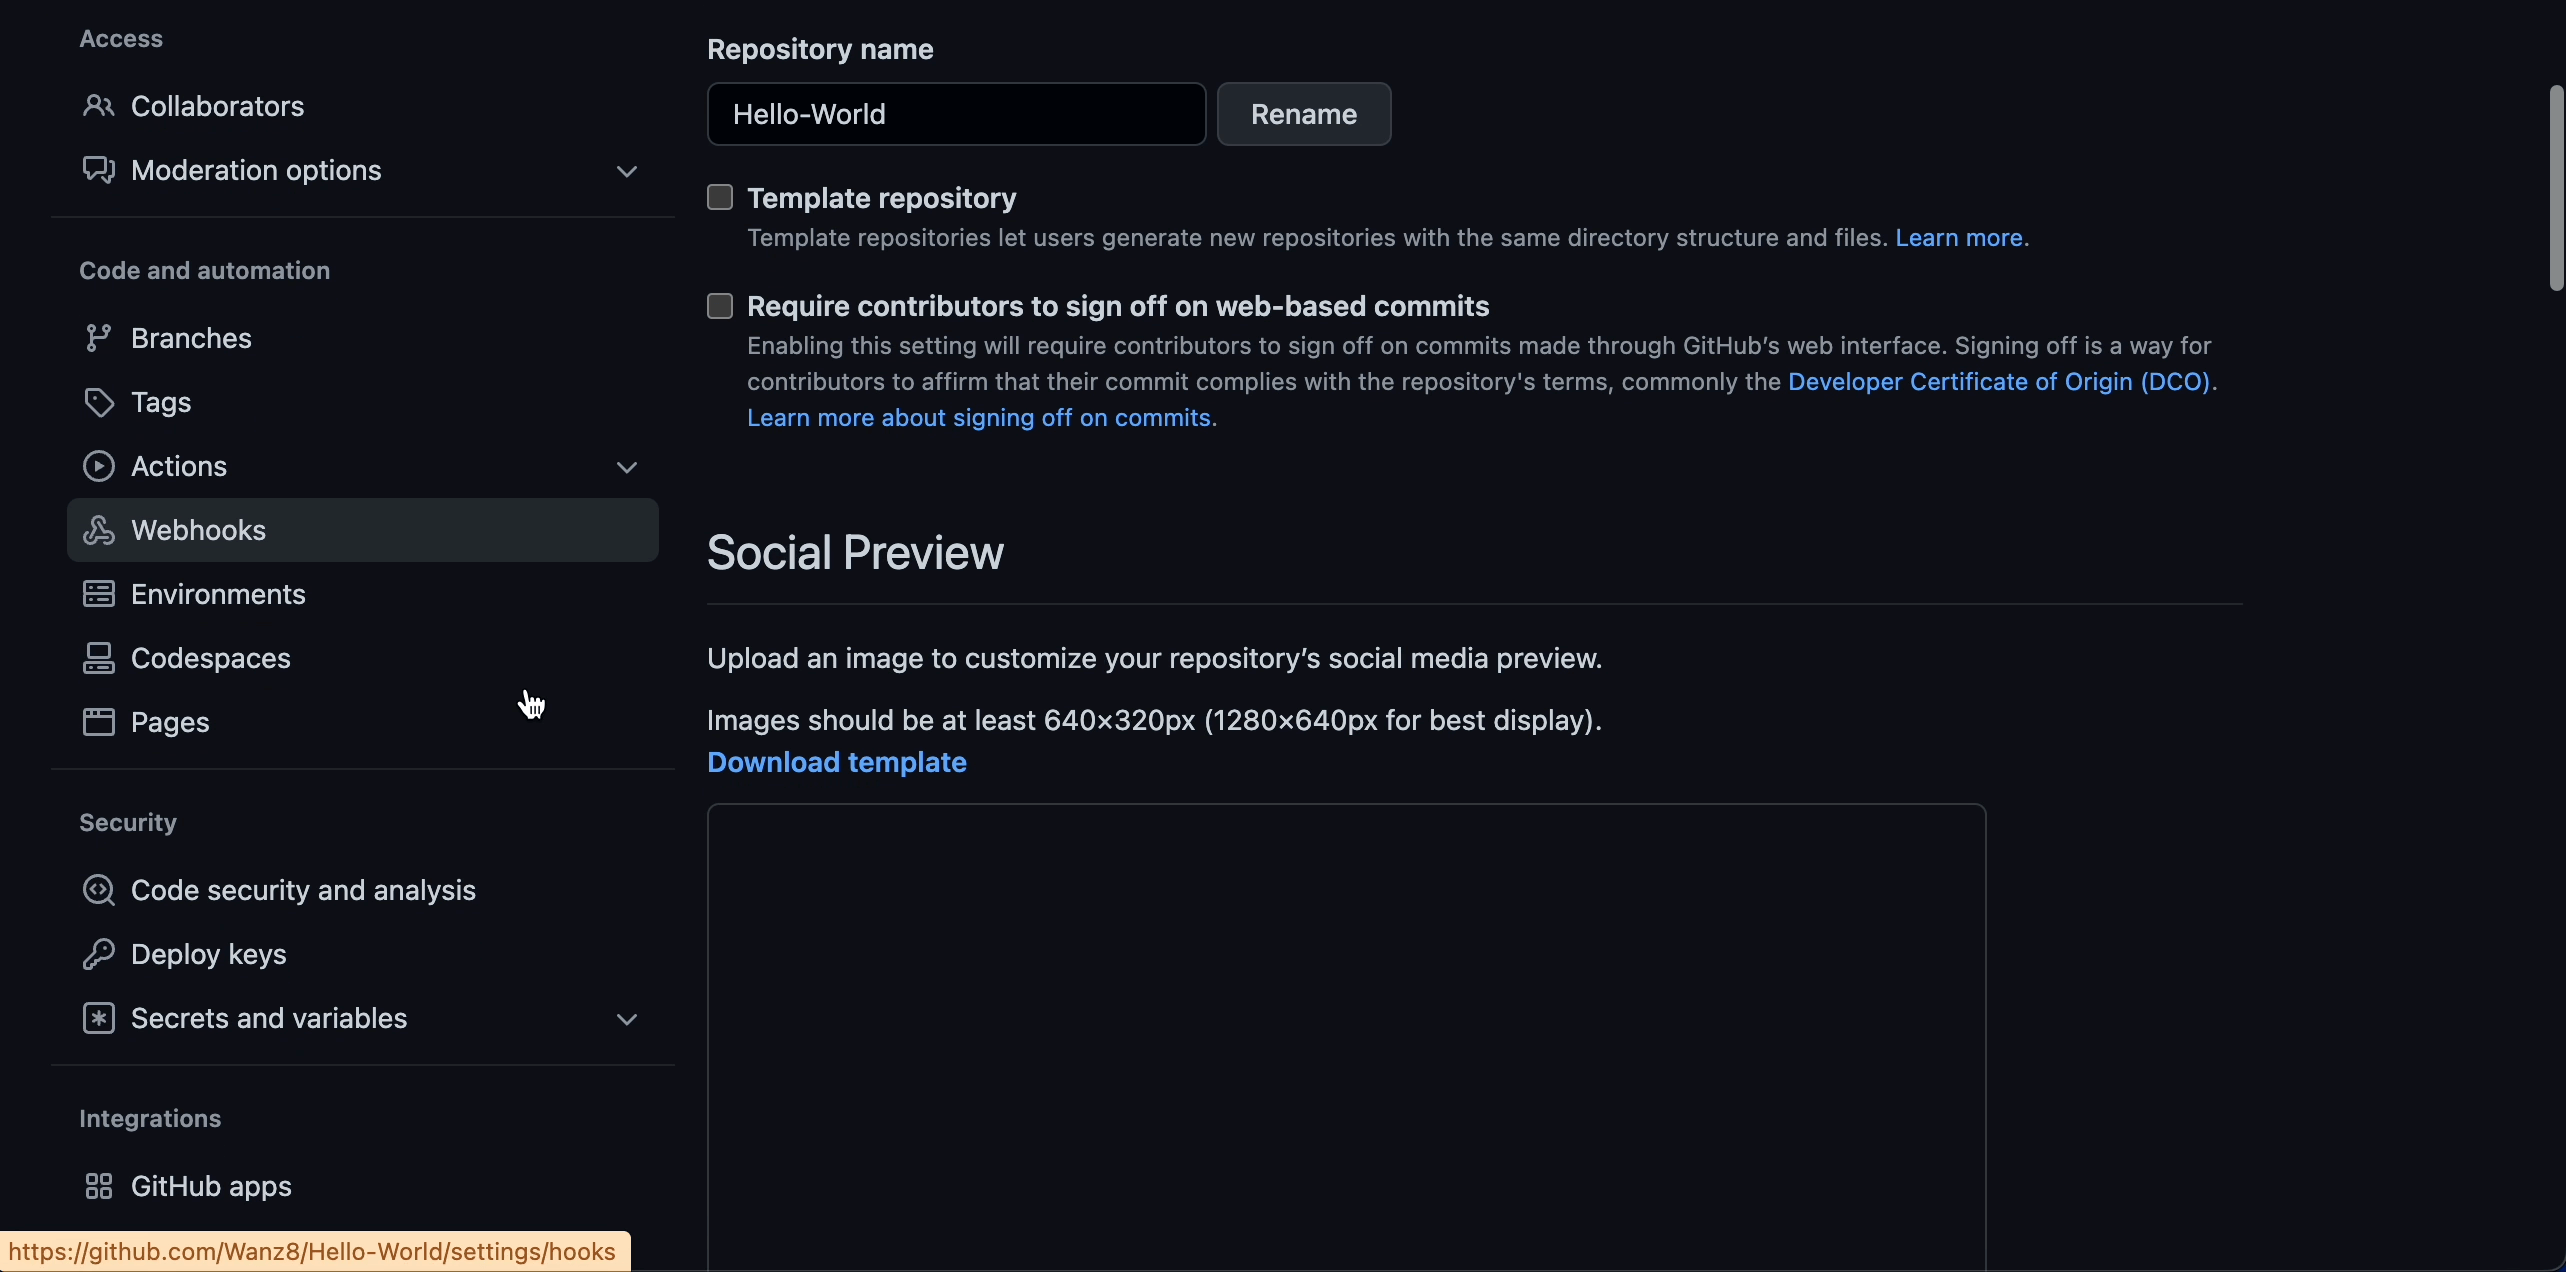 Access
Collaborators
Moderation options
Code and automation
Branches
Tags
Actions
Webhooks
Environments
Codespaces
Pages
Security
Code security and analysis
Deploy keys
Secrets and variables
Integrations
GitHub apps
https://github.com/Wanz8/Hello-World/settings/hooks
Repository name
Hello-World
Rename
Template repository
Template repositories let users generate new repositories with the same directory structure and files. Learn more.
Require contributors to sign off on web-based commits
Enabling this setting will require contributors to sign off on commits made through GitHub’s web interface. Signing off is a way for
contributors to affirm that their commit complies with the repository's terms, commonly the Developer Certificate of Origin (DCO).
Learn more about signing off on commits.
Social Preview
Upload an image to customize your repository’s social media preview.
Images should be at least 640×320px (1280×640px for best display).
Download template